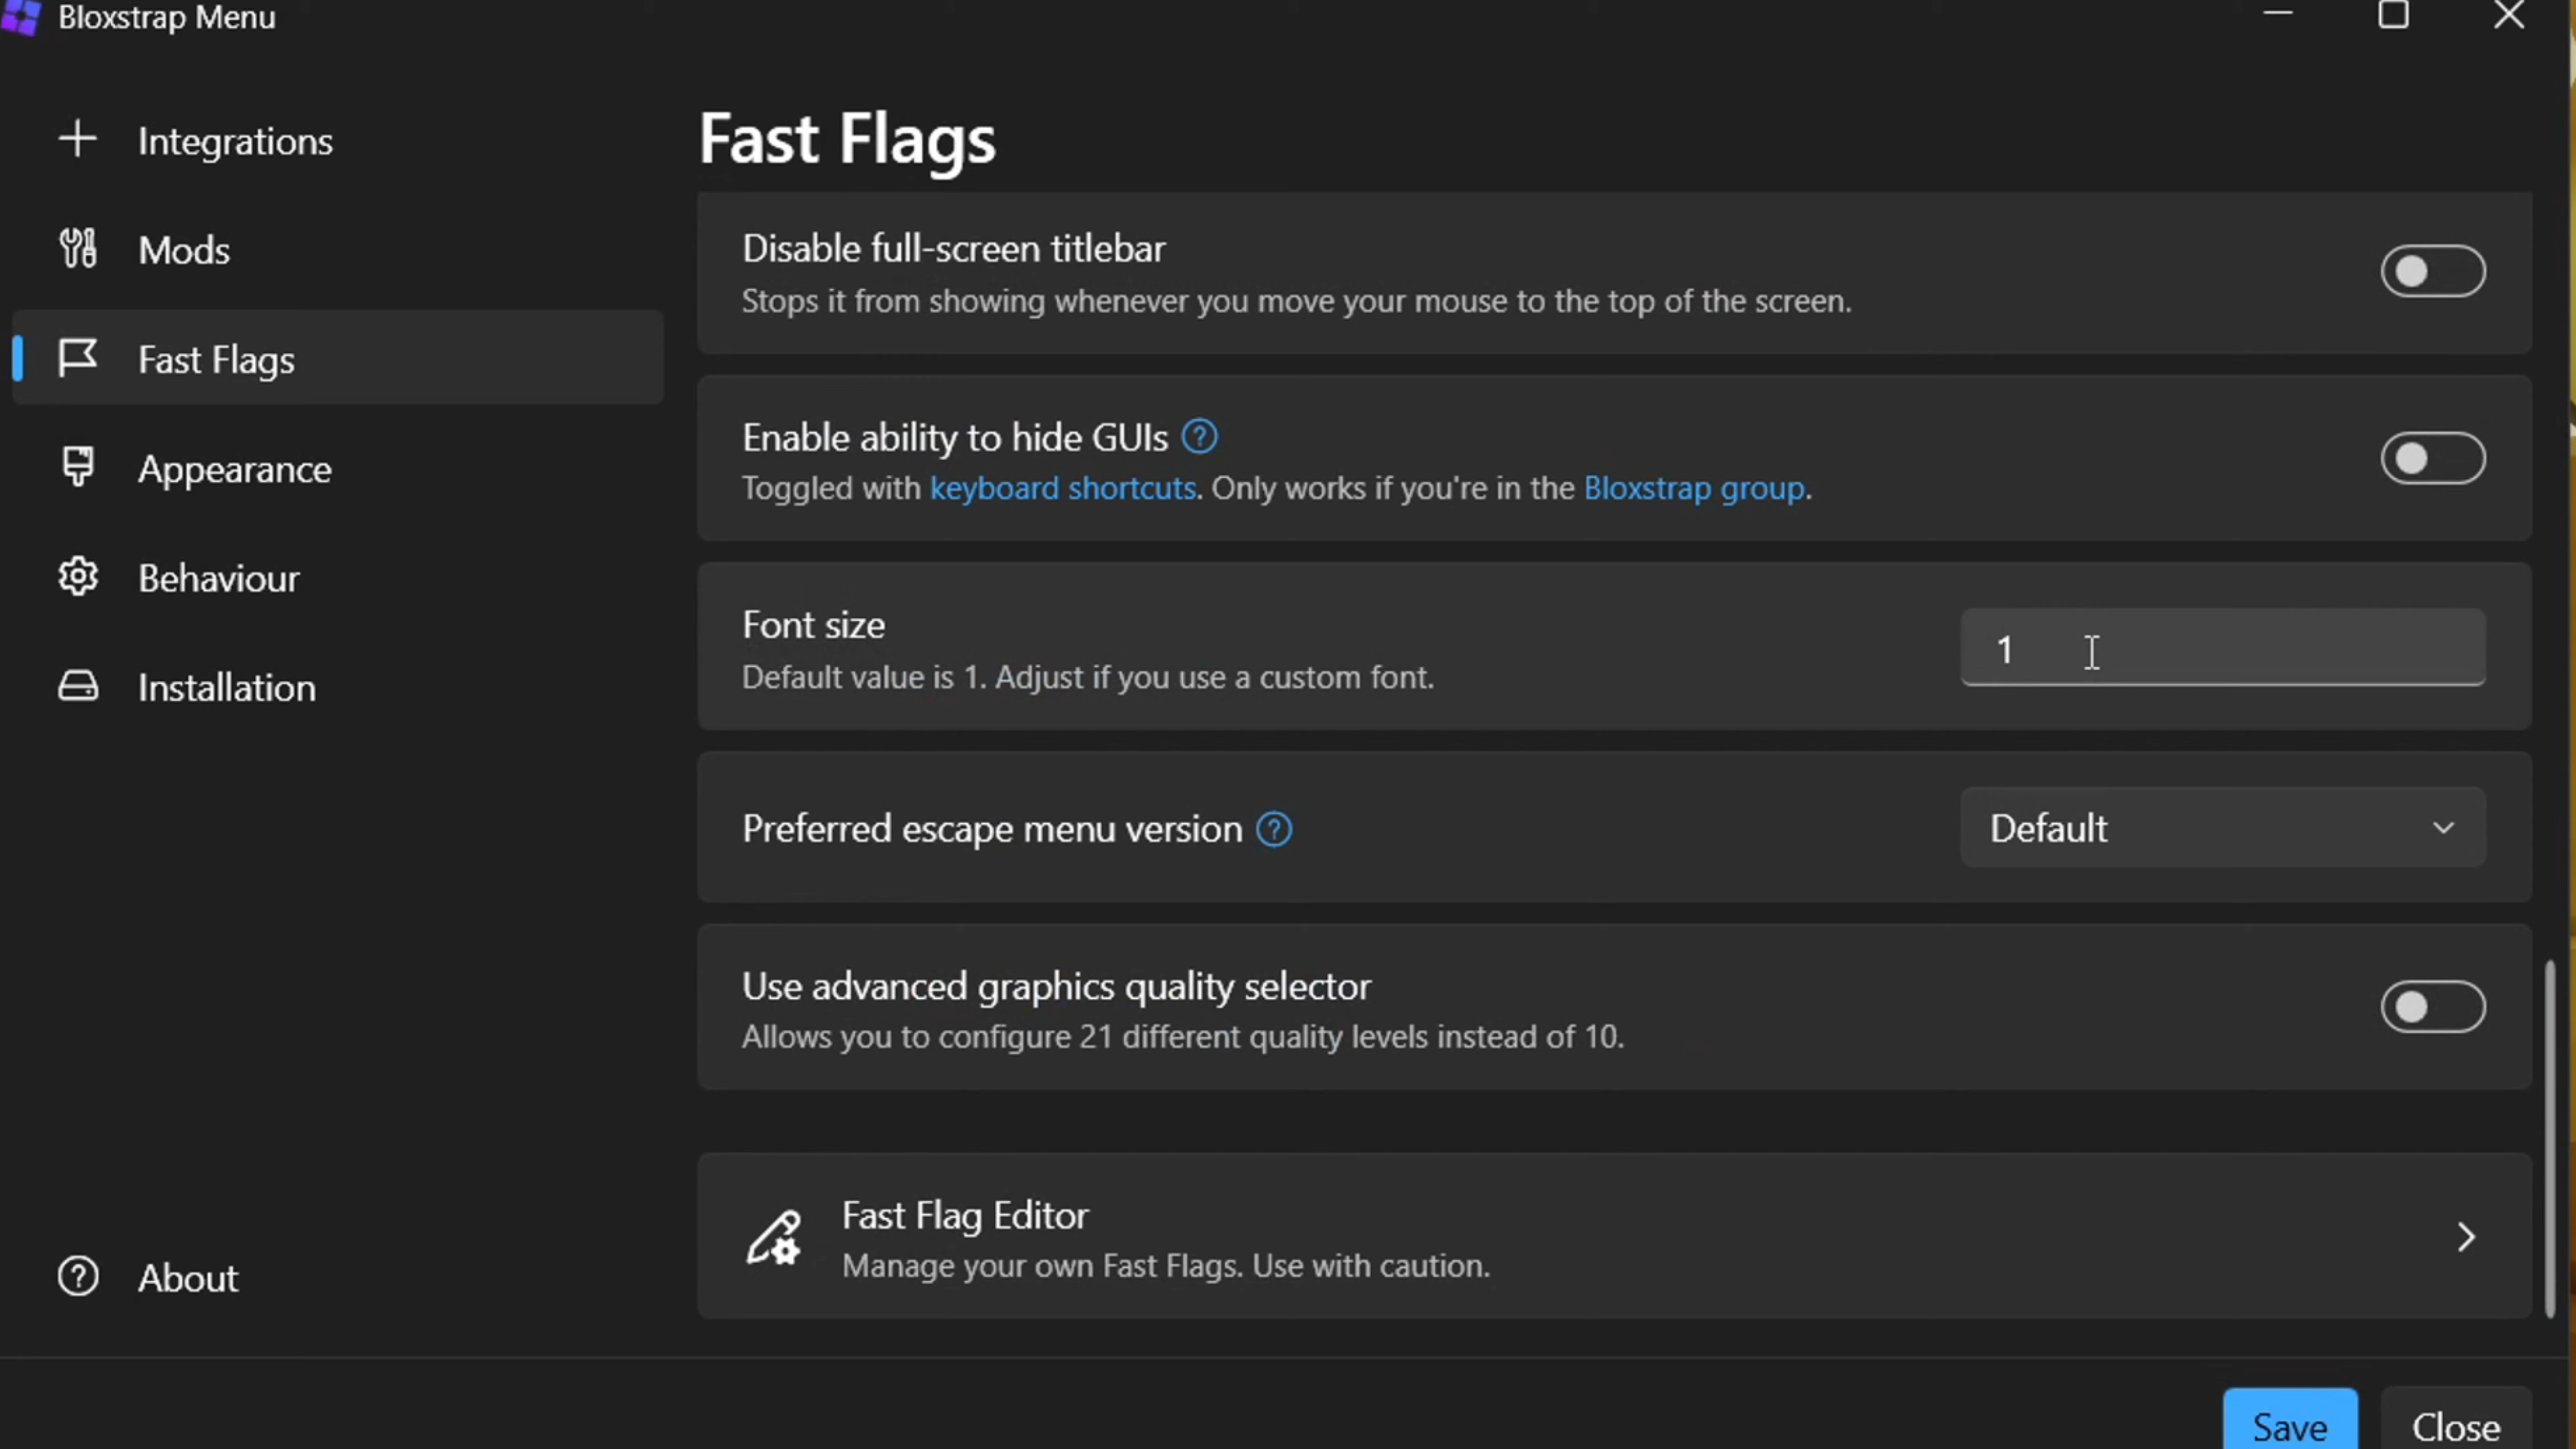 Bloxstrap Menu
Integrations
Mods
Fast Flags
Appearance
Behaviour
Installation
About
Fast Flags
Disable full-screen titlebar
Stops it from showing whenever you move your mouse to the top of the screen.
Enable ability to hide GUIs
Toggled with keyboard shortcuts. Only works if you're in the Bloxstrap group.
Font size
Default value is 1. Adjust if you use a custom font.
1
Preferred escape menu version
Default
Use advanced graphics quality selector
Allows you to configure 21 different quality levels instead of 10.
Fast Flag Editor
Manage your own Fast Flags. Use with caution.
Save
Close